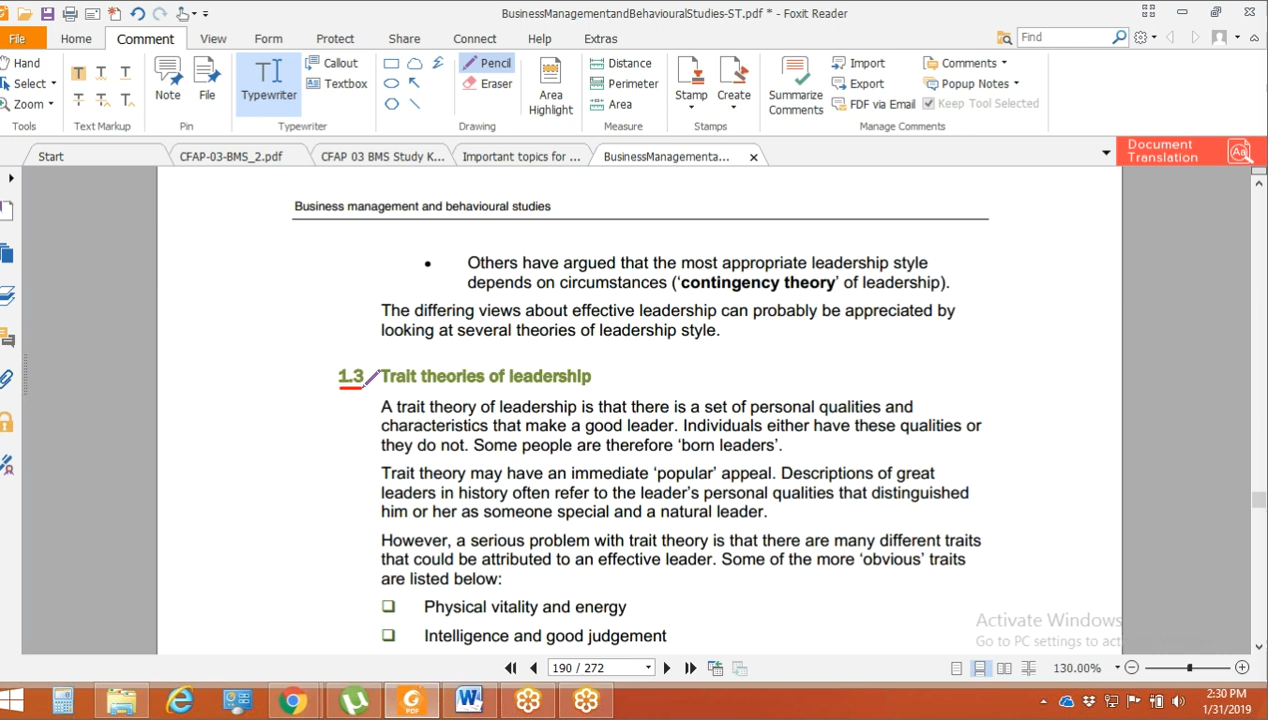 BusinessManagementandBehaviouralStudies-ST.pdf * - Foxit Reader
File Home Comment View Form Protect Share Connect Help Extras Find
Hand
Select
Zoom
Tools
Text Markup
Note
File
Pin
Typewriter
Callout
Textbox
Typewriter
Pencil
Eraser
Drawing
Area
Highlight
Distance
Perimeter
Area
Measure
Stamp
Create
Stamps
Summarize
Comments
Import
Export
FDF via Email
Comments
Popup Notes
Keep Tool Selected
Manage Comments
Start
CFAP-03-BMS_2.pdf
CFAP 03 BMS Study K...
Important topics for ...
BusinessManagementa...
Document
Translation
Business management and behavioural studies
• Others have argued that the most appropriate leadership style
depends on circumstances (‘contingency theory’ of leadership).
The differing views about effective leadership can probably be appreciated by
looking at several theories of leadership style.
1.3 Trait theories of leadership
A trait theory of leadership is that there is a set of personal qualities and
characteristics that make a good leader. Individuals either have these qualities or
they do not. Some people are therefore ‘born leaders’.
Trait theory may have an immediate ‘popular’ appeal. Descriptions of great
leaders in history often refer to the leader’s personal qualities that distinguished
him or her as someone special and a natural leader.
However, a serious problem with trait theory is that there are many different traits
that could be attributed to an effective leader. Some of the more ‘obvious’ traits
are listed below:
❑ Physical vitality and energy
❑ Intelligence and good judgement
Activate Windows
Go to PC settings to act
190 / 272
130.00%
2:30 PM
1/31/2019